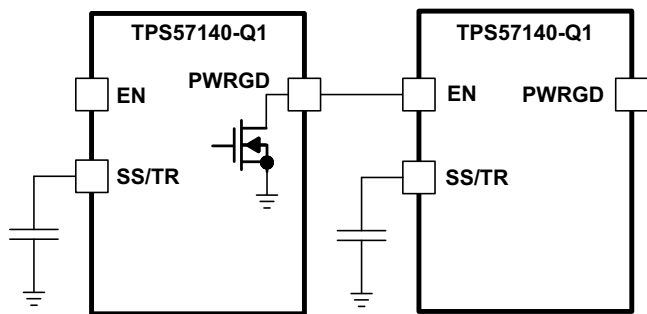 TPS57140-Q1
PWRGD
EN
SS/TR
TPS57140-Q1
EN
PWRGD
SS/TR